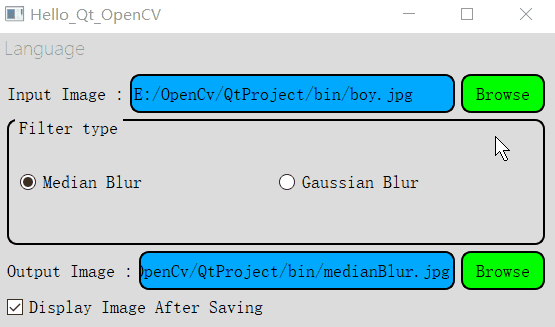 Hello_Qt_OpenCV
Language
Input Image : E:/OpenCv/QtProject/bin/boy.jpg Browse
Filter type
Median Blur Gaussian Blur
Output Image : OpenCv/QtProject/bin/medianBlur.jpg Browse
Display Image After Saving